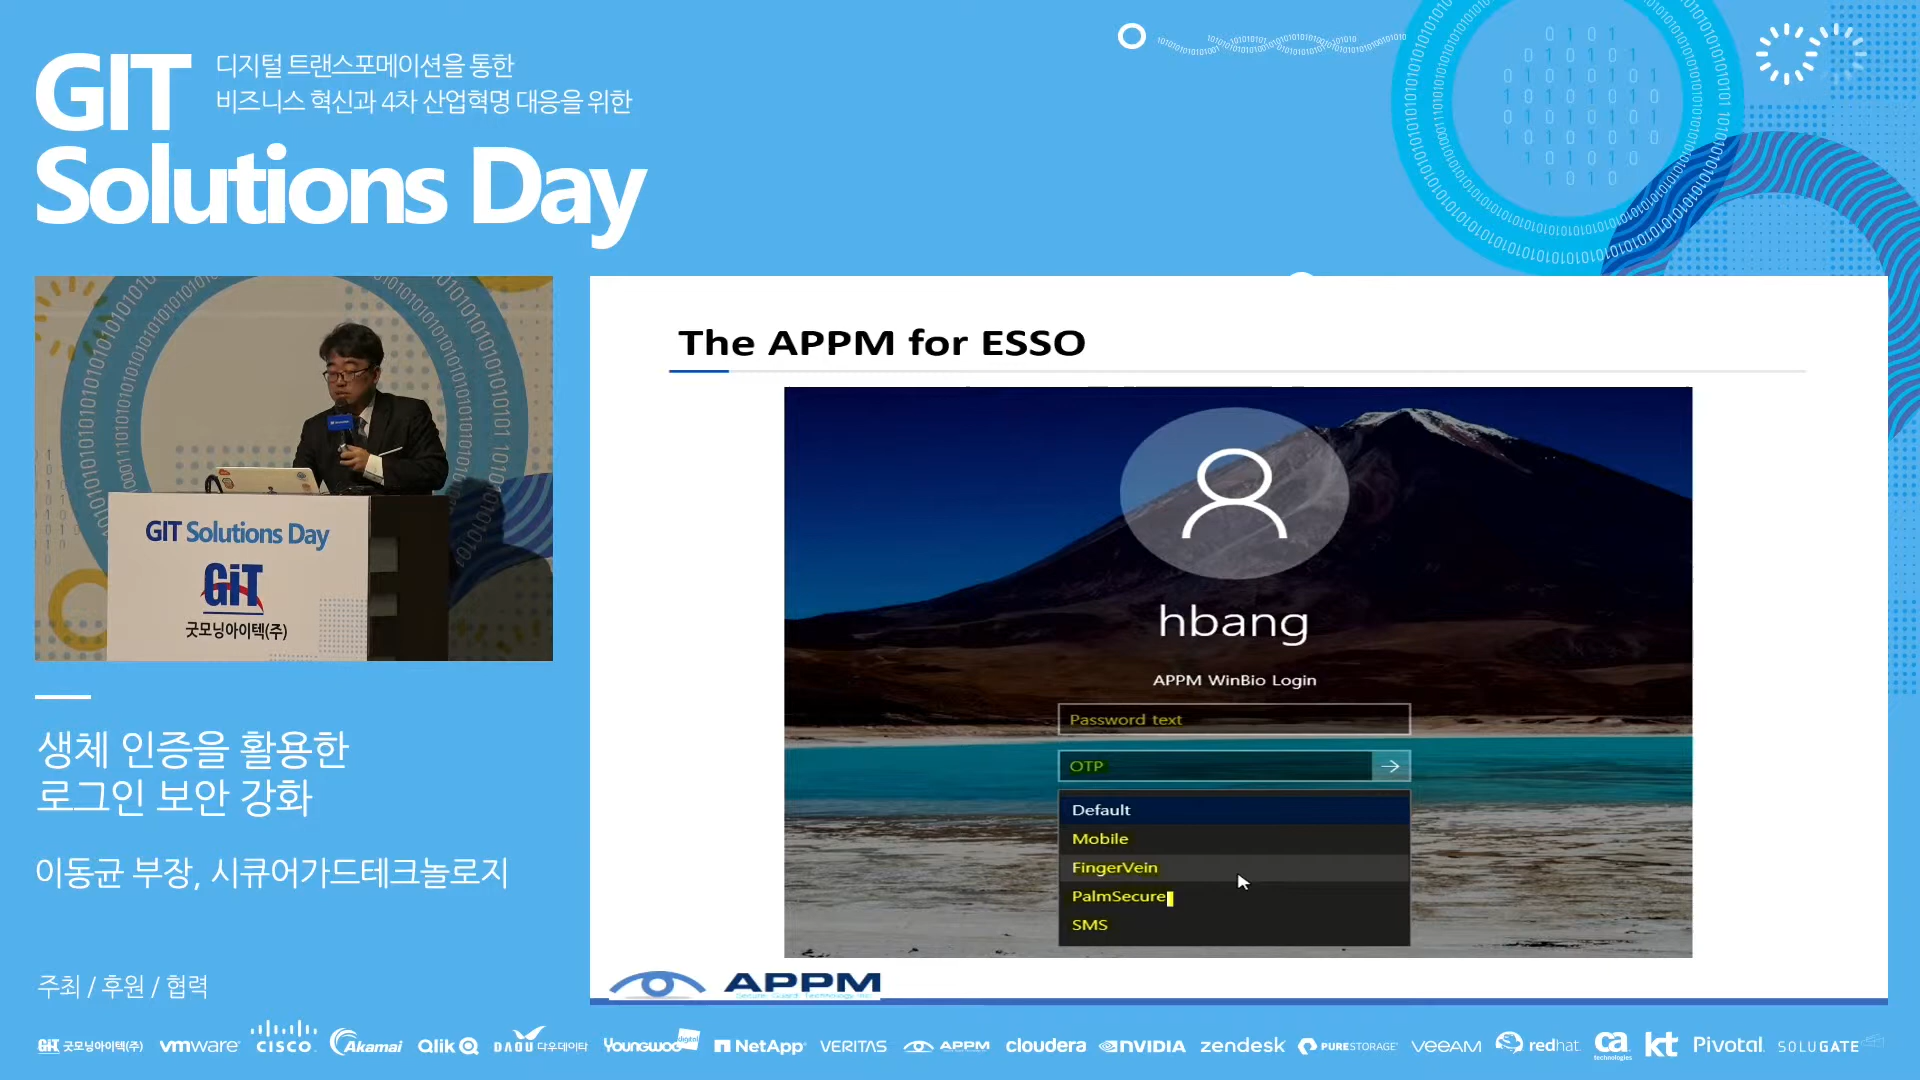 GIT
디지털 트랜스포메이션을 통한
비즈니스 혁신과 4차 산업혁명 대응을 위한
Solutions Day
GIT Solutions Day
GiT
굿모닝아이텍(주)
생체 인증을 활용한
로그인 보안 강화
이동균 부장, 시큐어가드테크놀로지
The APPM for ESSO
hbang
APPM WinBio Login
Password text
OTP
Default
Mobile
FingerVein
PalmSecure
SMS
APPM
Secure Guard Technology Inc.
주최 / 후원 / 협력
GiT 굿모닝아이텍(주) vmware CISCO Akamai Qlik DAOU 다우데이타 YOUNGWOO digital NetApp VERITAS APPM cloudera NVIDIA zendesk PURESTORAGE VEEAM redhat ca technologies kt Pivotal SOLUGATE